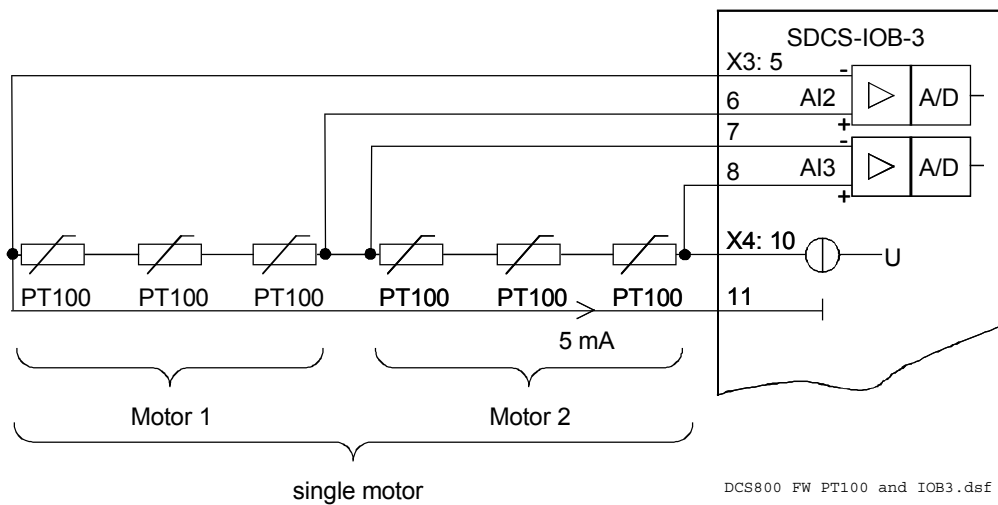 SDCS-IOB-3
X3: 5
-
6
AI2
A/D
+
7
-
8
AI3
A/D
+
X4: 10
U
PT100 PT100 PT100 PT100 PT100 PT100
11
5 mA
Motor 1
Motor 2
single motor
DCS800 FW PT100 and IOB3.dsf